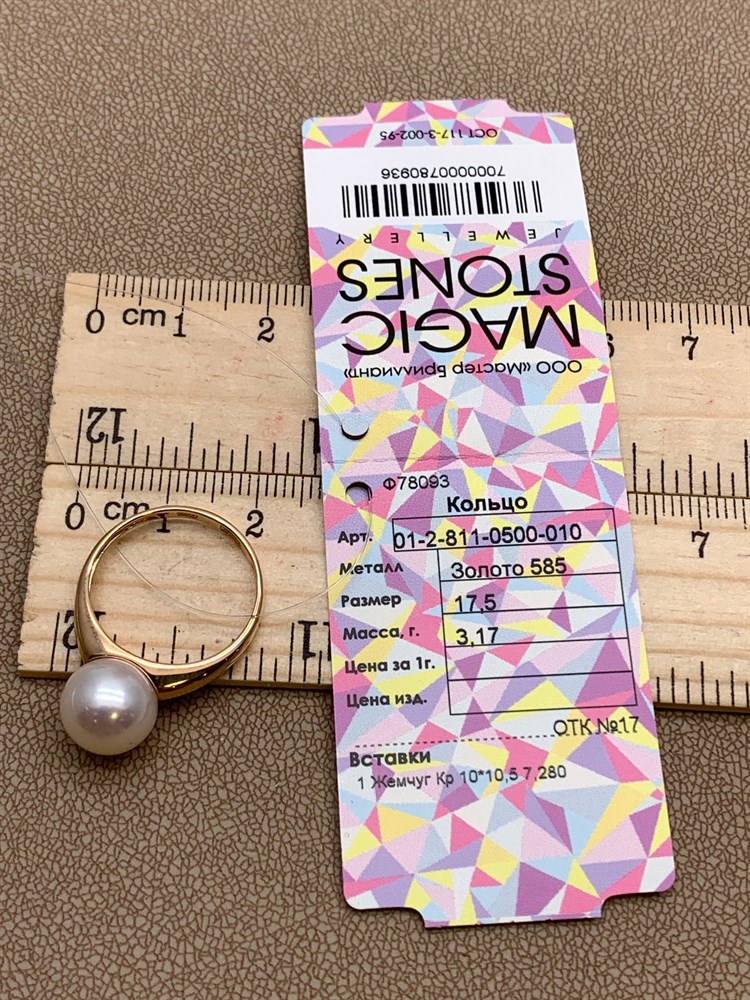 ОСТ 117-3-002-95
7000000780936
JEWELLERY
MAGIC
STONES
ООО «Мастер Бриллиант»
0 cm 1 2
7
12
0 cm 1 2
7
12 11
Ф78093
Кольцо
Арт. 01-2-811-0500-010
Металл Золото 585
Размер 17,5
Масса, г. 3,17
Цена за 1г.
Цена изд.
ОТК №17
Вставки
1 Жемчуг Кр 10*10,5 7,280